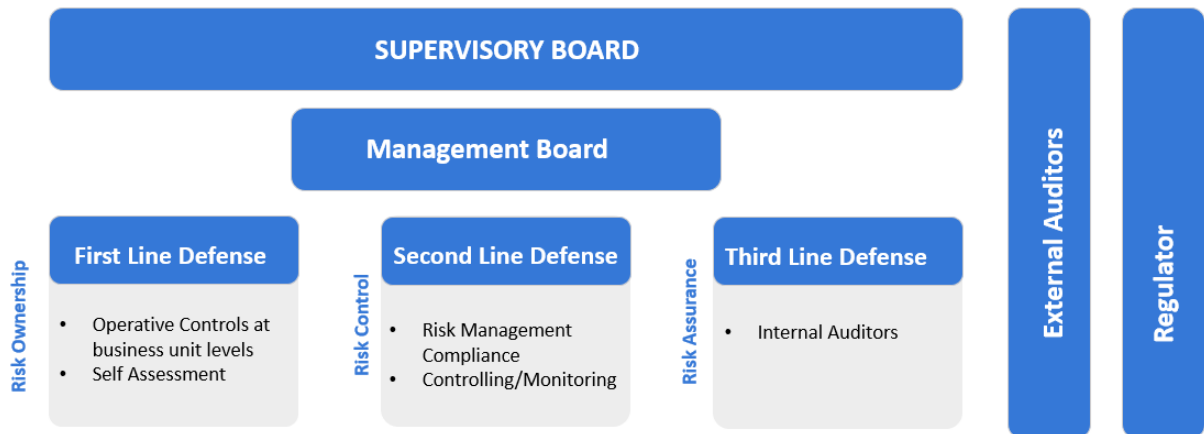 SUPERVISORY BOARD
Management Board
Risk Ownership
First Line Defense
• Operative Controls at
business unit levels
• Self Assessment
Risk Control
Second Line Defense
• Risk Management
Compliance
• Controlling/Monitoring
Risk Assurance
Third Line Defense
• Internal Auditors
External Auditors
Regulator